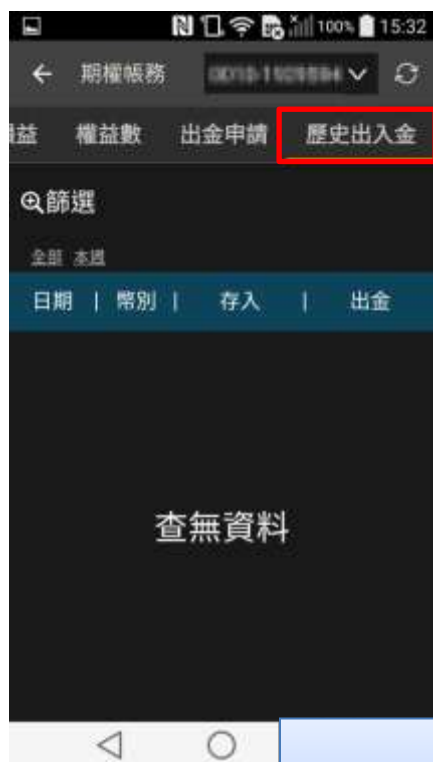 100% 15:32
期權帳務
益 權益數 出金申請 歷史出入金
篩選
全部 本週
日期 | 幣別 | 存入 | 出金
查無資料